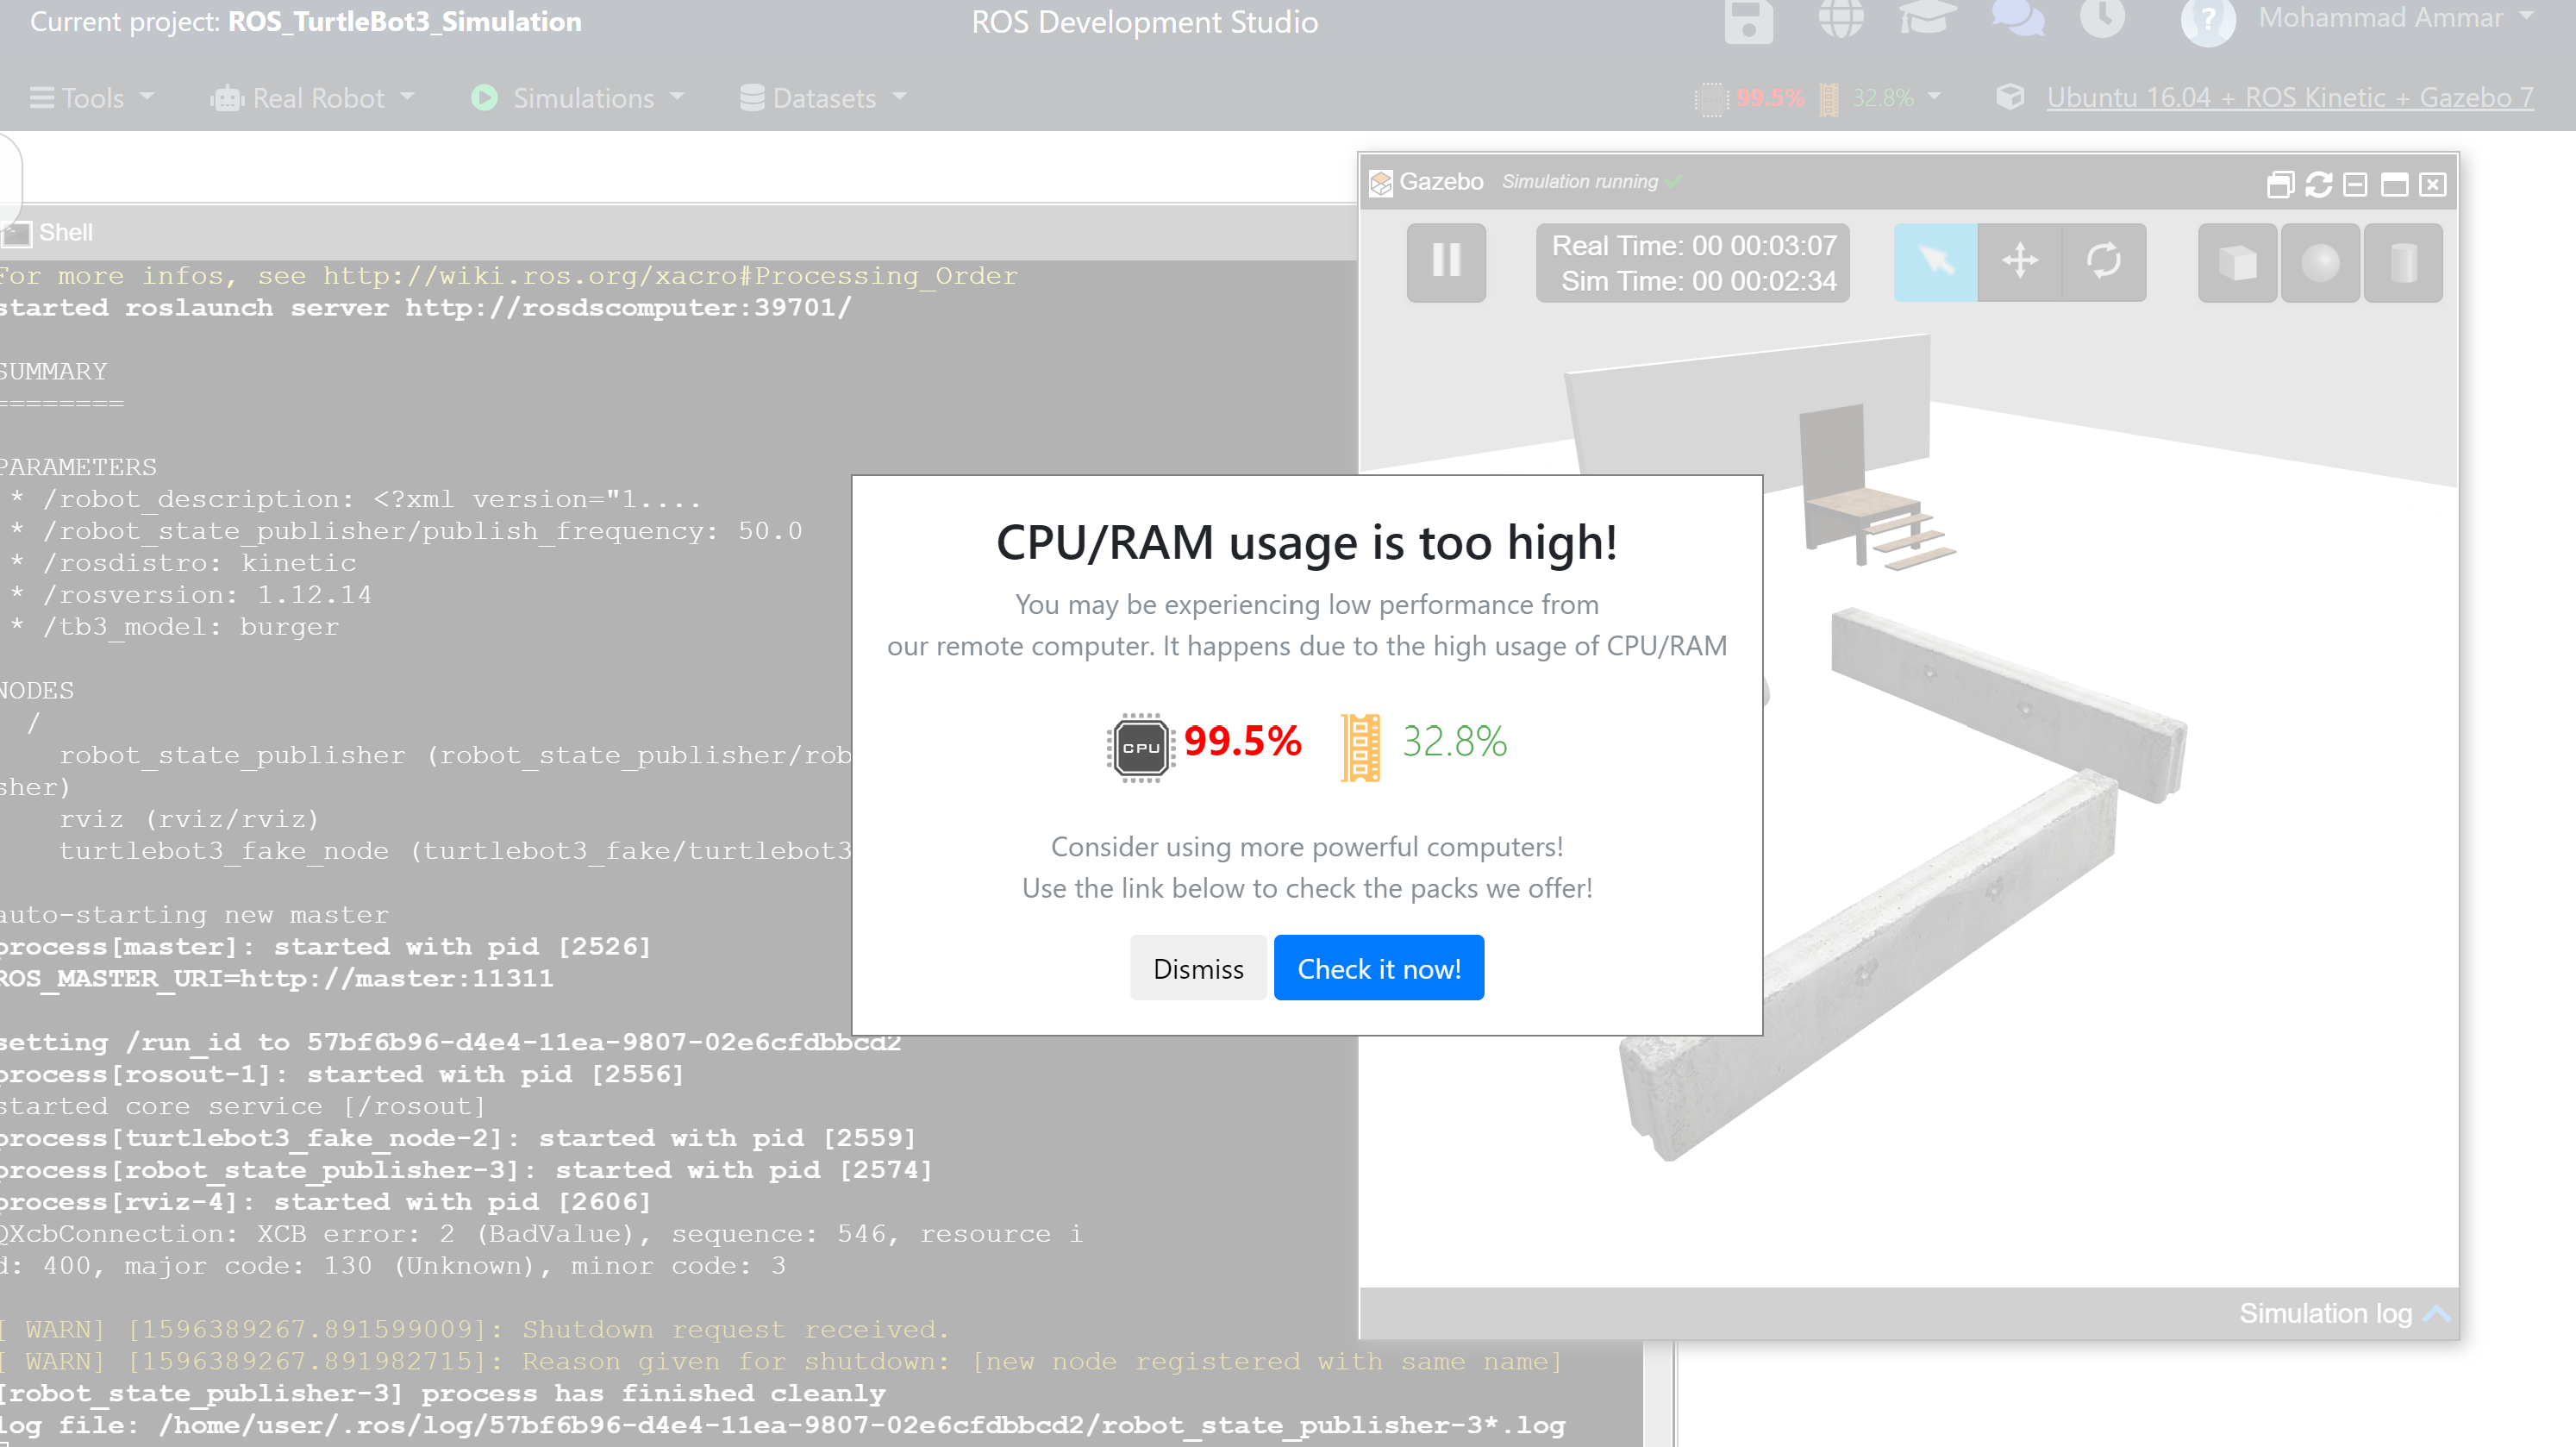 Current project: ROS_TurtleBot3_Simulation
ROS Development Studio
Mohammad Ammar
Tools
Real Robot
Simulations
Datasets
99.5%
32.8%
Ubuntu 16.04 + ROS Kinetic + Gazebo 7
Shell
For more infos, see http://wiki.ros.org/xacro#Processing_Order
started roslaunch server http://rosdscomputer:39701/
SUMMARY
========
PARAMETERS
* /robot_description: <?xml version="1....
* /robot_state_publisher/publish_frequency: 50.0
* /rosdistro: kinetic
* /rosversion: 1.12.14
* /tb3_model: burger
NODES
/
robot_state_publisher (robot_state_publisher/rob
sher)
rviz (rviz/rviz)
turtlebot3_fake_node (turtlebot3_fake/turtlebot3
auto-starting new master
process[master]: started with pid [2526]
ROS_MASTER_URI=http://master:11311
setting /run_id to 57bf6b96-d4e4-11ea-9807-02e6cfdbbcd2
process[rosout-1]: started with pid [2556]
started core service [/rosout]
process[turtlebot3_fake_node-2]: started with pid [2559]
process[robot_state_publisher-3]: started with pid [2574]
process[rviz-4]: started with pid [2606]
QXcbConnection: XCB error: 2 (BadValue), sequence: 546, resource i
d: 400, major code: 130 (Unknown), minor code: 3
[ WARN] [1596389267.891599009]: Shutdown request received.
[ WARN] [1596389267.891982715]: Reason given for shutdown: [new node registered with same name]
[robot_state_publisher-3] process has finished cleanly
log file: /home/user/.ros/log/57bf6b96-d4e4-11ea-9807-02e6cfdbbcd2/robot_state_publisher-3*.log
Gazebo
Simulation running
Real Time: 00 00:03:07
Sim Time: 00 00:02:34
Simulation log
CPU/RAM usage is too high!
You may be experiencing low performance from
our remote computer. It happens due to the high usage of CPU/RAM
CPU
99.5%
32.8%
Consider using more powerful computers!
Use the link below to check the packs we offer!
Dismiss
Check it now!